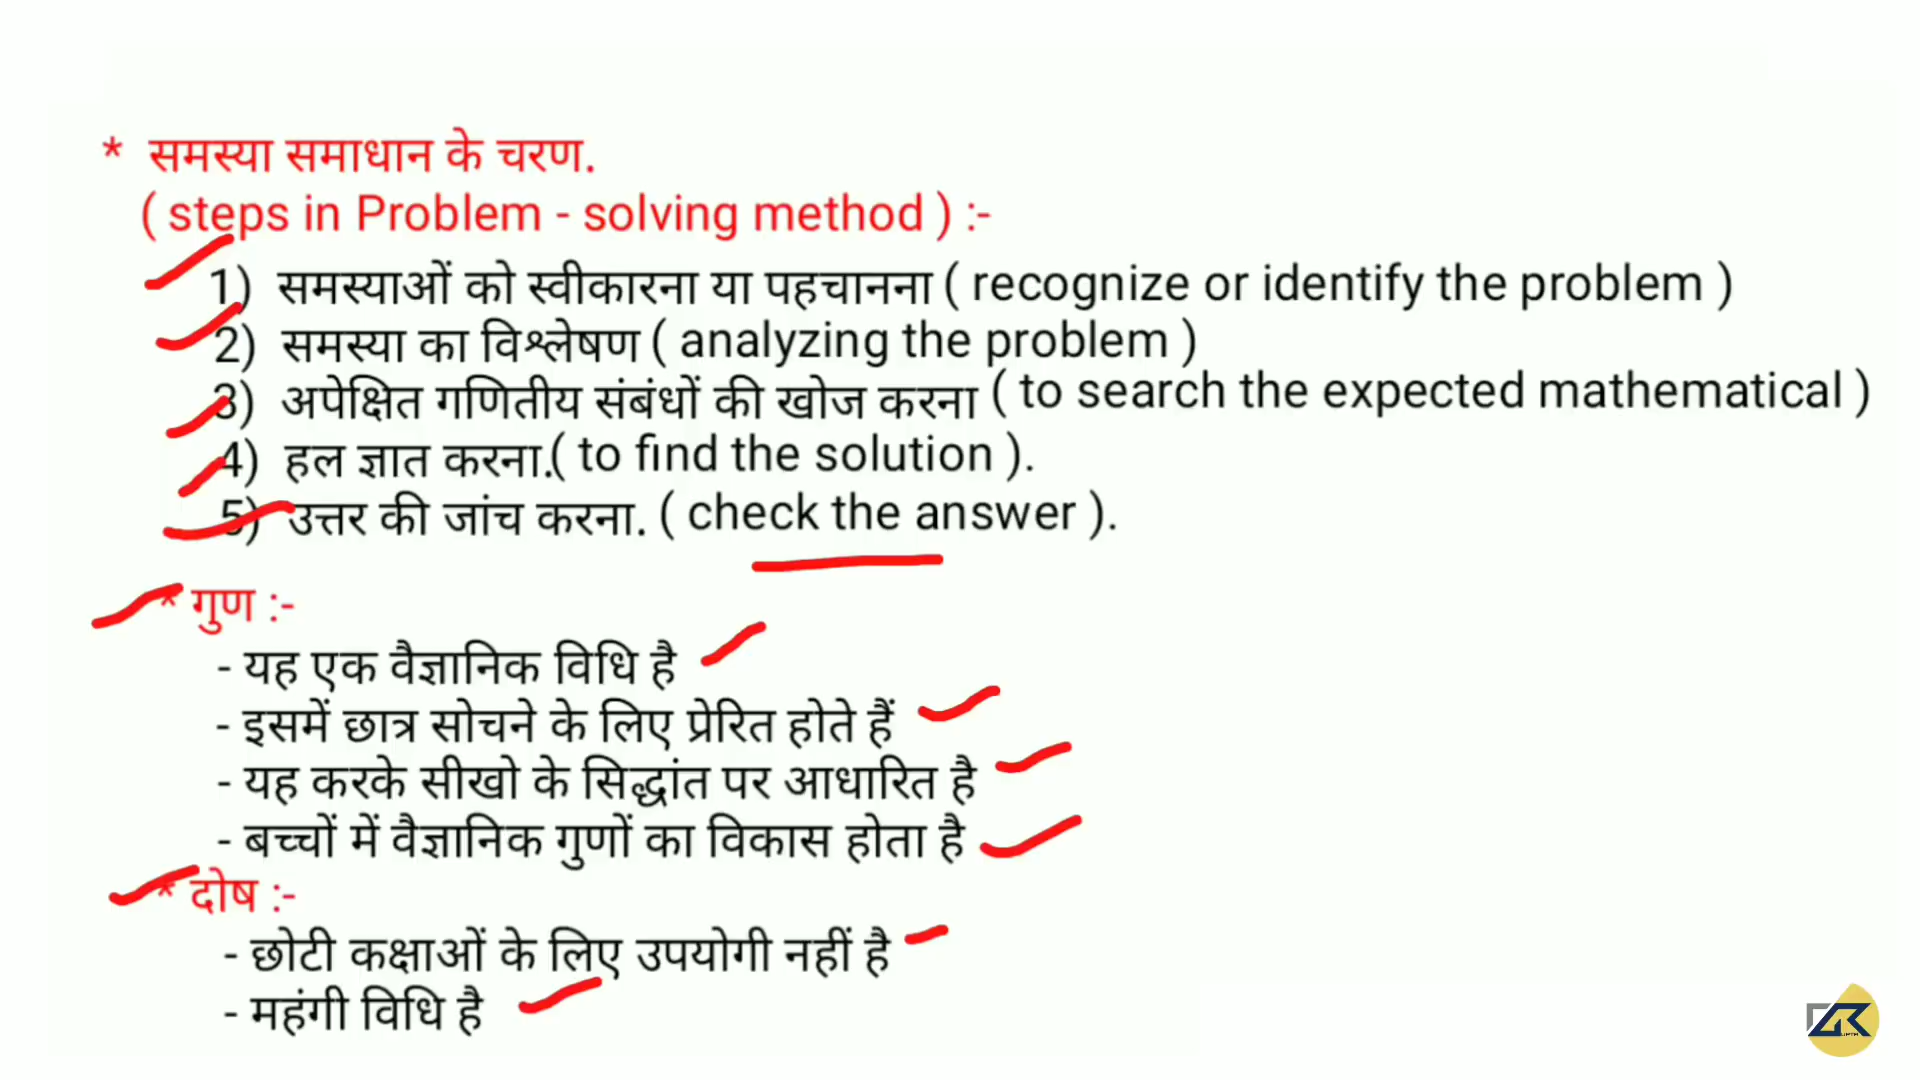 * समस्या समाधान के चरण.
( steps in Problem - solving method ) :-
1) समस्याओं को स्वीकारना या पहचानना ( recognize or identify the problem )
2) समस्या का विश्लेषण ( analyzing the problem )
3) अपेक्षित गणितीय संबंधों की खोज करना ( to search the expected mathematical )
4) हल ज्ञात करना.( to find the solution ).
5) उत्तर की जांच करना. ( check the answer ).
* गुण :-
- यह एक वैज्ञानिक विधि है
- इसमें छात्र सोचने के लिए प्रेरित होते हैं
- यह करके सीखो के सिद्धांत पर आधारित है
- बच्चों में वैज्ञानिक गुणों का विकास होता है
* दोष :-
- छोटी कक्षाओं के लिए उपयोगी नहीं है
- महंगी विधि है